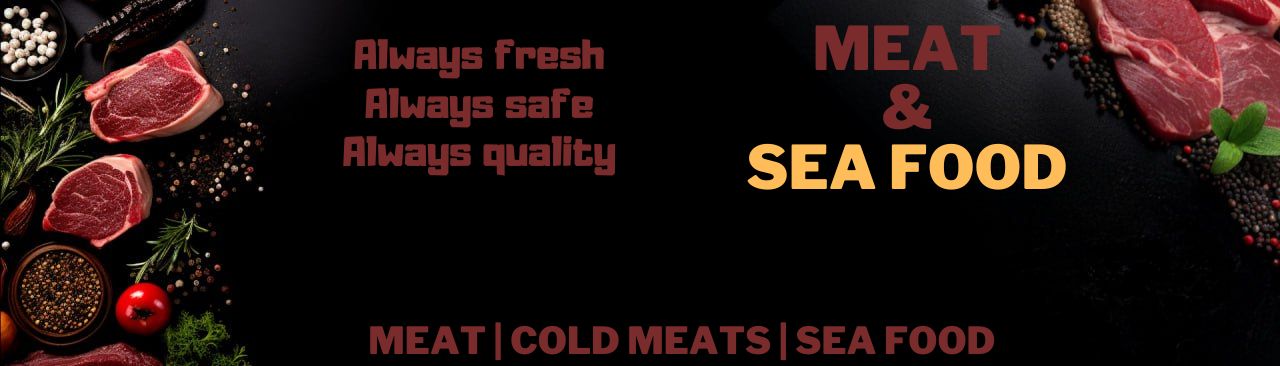 Always fresh
Always safe
Always quality
MEAT
&
SEA FOOD
MEAT | COLD MEATS | SEA FOOD